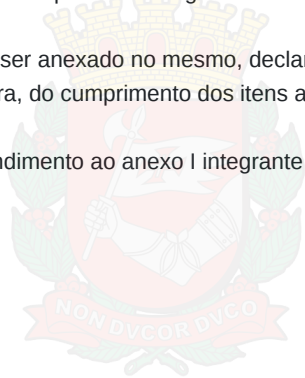 ser anexado no mesmo, declar
ra, do cumprimento dos itens a
ndimento ao anexo I integrante
NON DVCOR DVCO